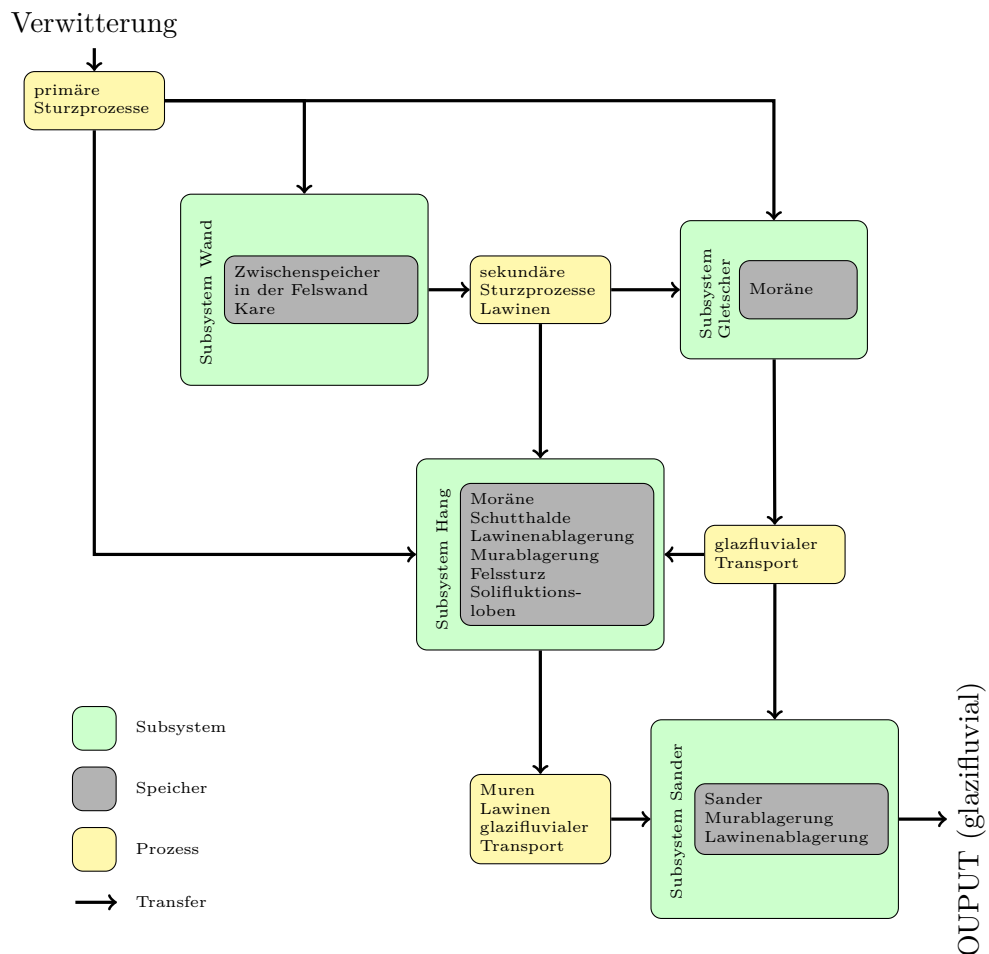 Verwitterung
primäre
Sturzprozesse
Subsystem Wand
Zwischenspeicher
in der Felswand
Kare
sekundäre
Sturzprozesse
Lawinen
Subsystem
Gletscher
Moräne
Subsystem Hang
Moräne
Schutthalde
Lawinenablagerung
Murablagerung
Felssturz
Solifluktions-
loben
glazfluvialer
Transport
Muren
Lawinen
glazifluvialer
Transport
Subsystem Sander
Sander
Murablagerung
Lawinenablagerung
OUPUT (glazifluvial)
Subsystem
Speicher
Prozess
Transfer